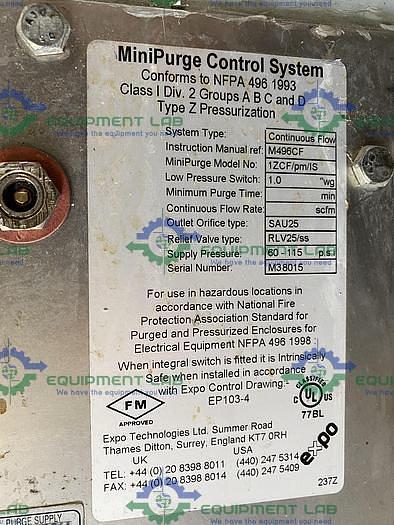 MiniPurge Control System
Conforms to NFPA 496 1993
Class I Div. 2 Groups A B C and D
Type Z Pressurization
System Type: Continuous Flow
Instruction Manual ref: M496CF
MiniPurge Model No: 1ZCF/pm/IS
Low Pressure Switch: 1.0 "wg
Minimum Purge Time: min
Continuous Flow Rate: scfm
Outlet Orifice type: SAU25
Relief Valve type: RLV25/ss
Supply Pressure: 60 - 115 p.s.i
Serial Number: M38015
For use in hazardous locations in
accordance with National Fire
Protection Association Standard for
Purged and Pressurized Enclosures for
Electrical Equipment NFPA 496 1998
When integral switch is fitted it is Intrinsically
Safe when installed in accordance
with Expo Control Drawing:-
EP103-4
FM
APPROVED
CLASSIFIED
C UL US
77BL
Expo Technologies Ltd. Summer Road
Thames Ditton, Surrey, England KT7 0RH
UK USA
TEL: +44 (0) 20 8398 8011 (440) 247 5314
FAX: +44 (0) 20 8398 8014 (440) 247 5409
expo
237Z
PURGE SUPPLY
EQUIPMENT LAB
We have the equipment you need